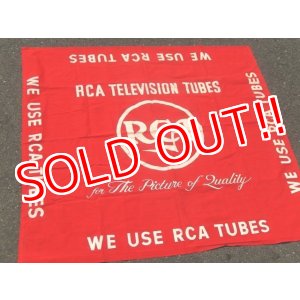 WE USE RCA TUBES
RCA TELEVISION TUBES
WE USE RCA TUBES
WE USE RCA TUBES
RCA
SOLD OUT!!
for The Picture of Quality
WE USE RCA TUBES